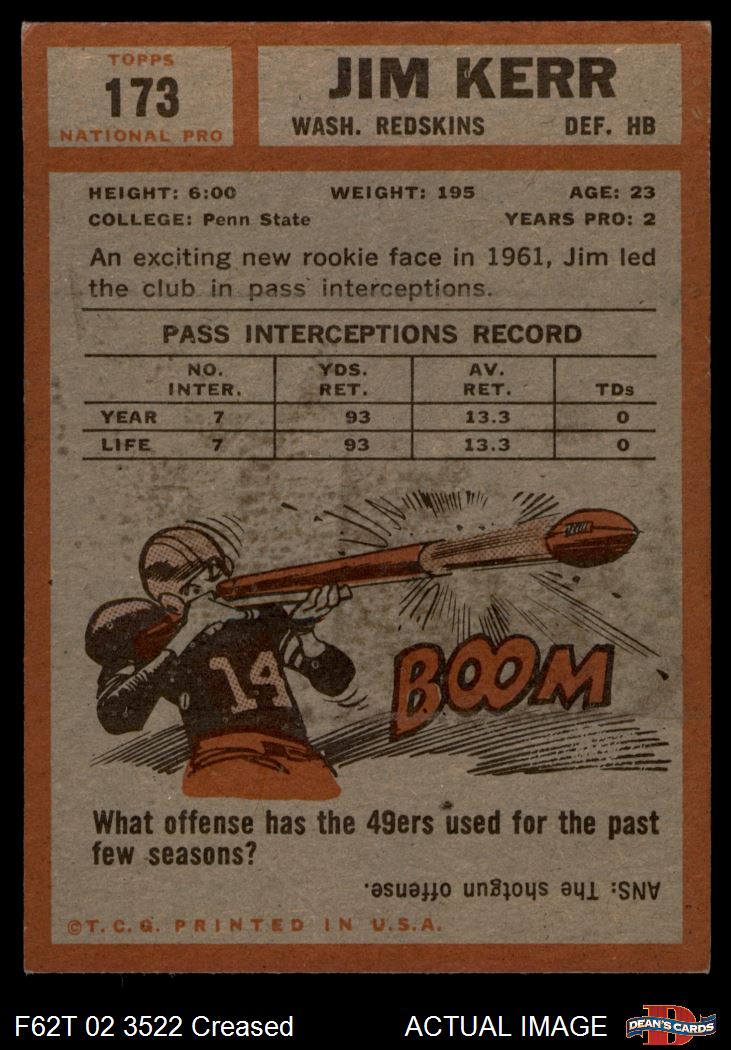 TOPPS
173
NATIONAL PRO
JIM KERR
WASH. REDSKINS DEF. HB
HEIGHT: 6:00 WEIGHT: 195 AGE: 23
COLLEGE: Penn State YEARS PRO: 2
An exciting new rookie face in 1961, Jim led
the club in pass interceptions.
PASS INTERCEPTIONS RECORD
NO. INTER. YDS. RET. AV. RET. TDs
YEAR 7 93 13.3 0
LIFE 7 93 13.3 0
14
BOOM
What offense has the 49ers used for the past
few seasons?
ANS: The shotgun offense.
©T.C.G. PRINTED IN U.S.A.
F62T 02 3522 Creased ACTUAL IMAGE
D
DEAN'S CARDS